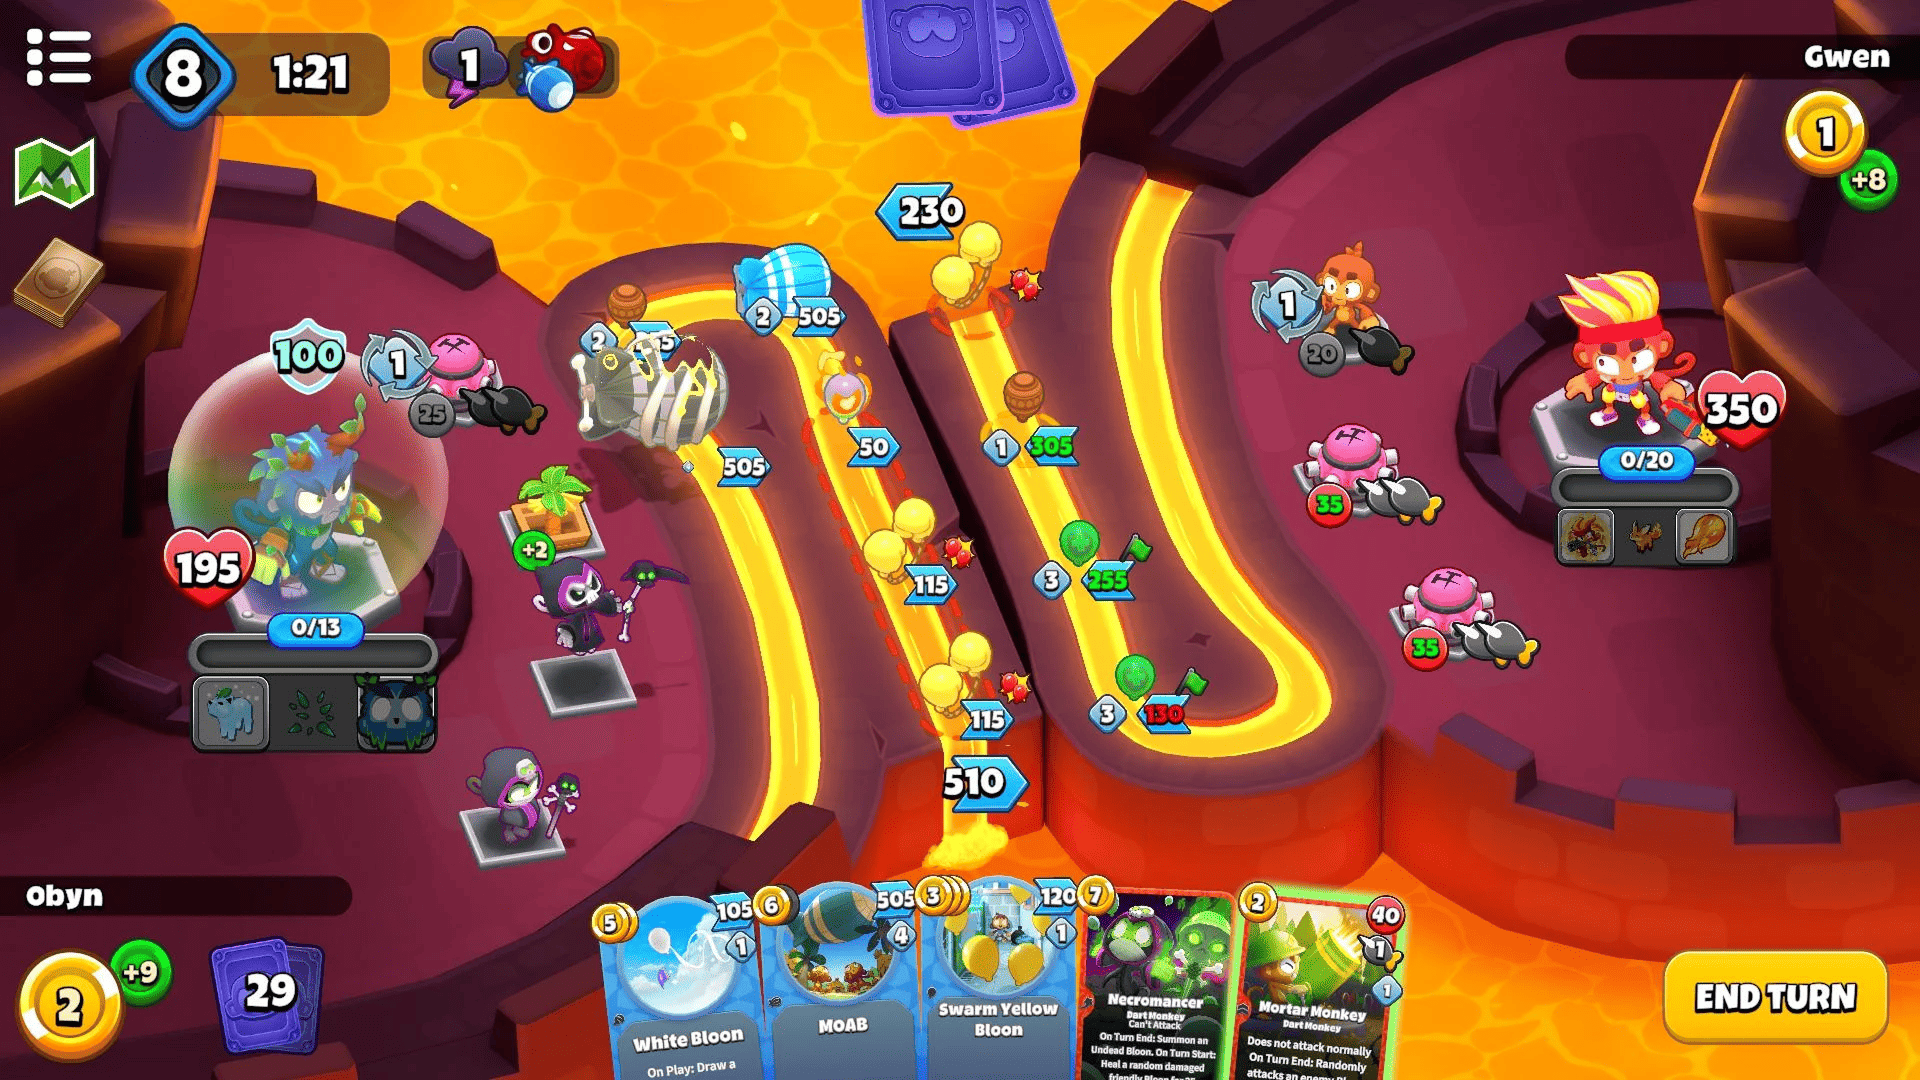 8
1:21
1
Gwen
1
+8
230
100
1
25
2
2
505
505
50
1
305
1
20
350
0/20
35
35
3
255
3
130
115
115
510
+2
195
0/13
Obyn
2
+9
29
5
105
1
White Bloon
On Play: Draw a
6
505
4
MOAB
3
120
1
Swarm Yellow
Bloon
7
Necromancer
Dart Monkey
Can't Attack
On Turn End: Summon an
Undead Bloon. On Turn Start:
Heal a random damaged
2
40
1
1
Mortar Monkey
Dart Monkey
Does not attack normally
On Turn End: Randomly
attacks an enemy
END TURN